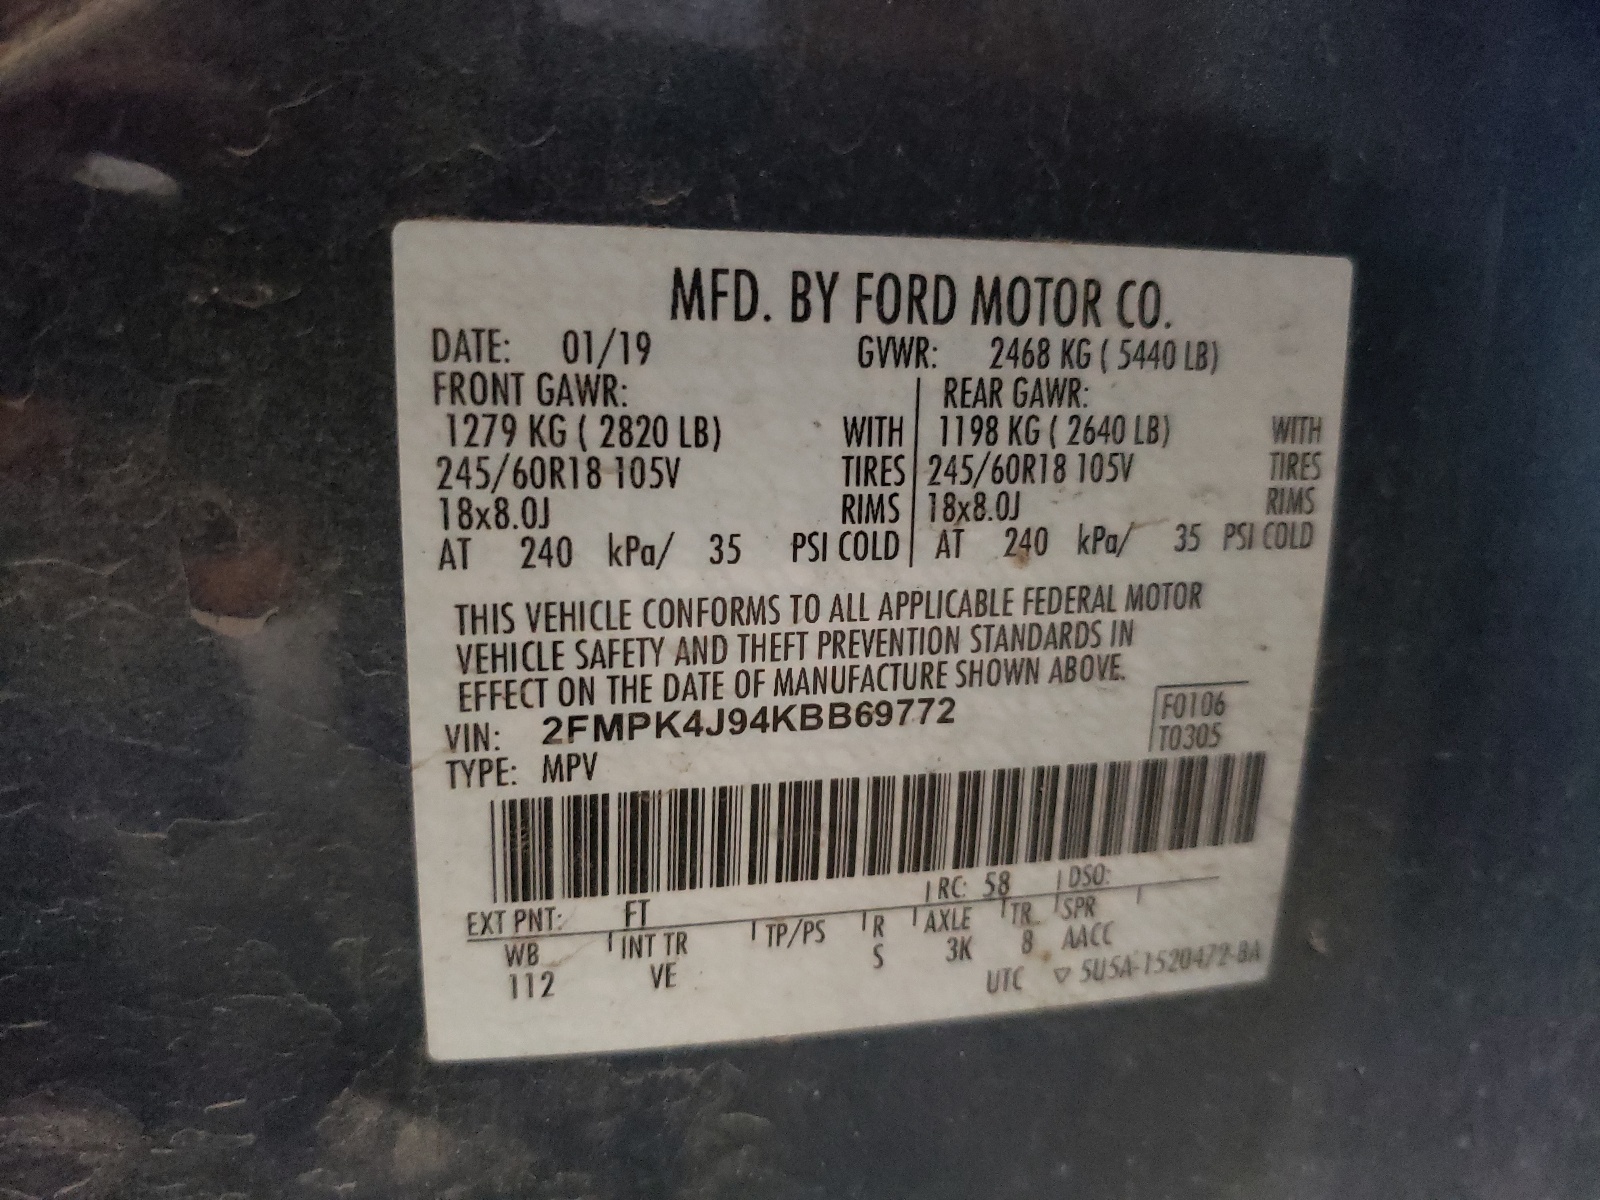 MFD. BY FORD MOTOR CO.
DATE: 01/19 GVWR: 2468 KG ( 5440 LB)
FRONT GAWR: REAR GAWR:
1279 KG ( 2820 LB) WITH 1198 KG ( 2640 LB) WITH
245/60R18 105V TIRES 245/60R18 105V TIRES
18x8.0J RIMS 18x8.0J RIMS
AT 240 kPa/ 35 PSI COLD AT 240 kPa/ 35 PSI COLD
THIS VEHICLE CONFORMS TO ALL APPLICABLE FEDERAL MOTOR
VEHICLE SAFETY AND THEFT PREVENTION STANDARDS IN
EFFECT ON THE DATE OF MANUFACTURE SHOWN ABOVE.
VIN: 2FMPK4J94KBB69772 F0106
TYPE: MPV T0305
EXT PNT: FT RC: 58 DSO:
WB INT TR TP/PS R AXLE TR SPR
112 VE S 3K 8 AACC
UTC ▽ 5U5A-1520472-BA